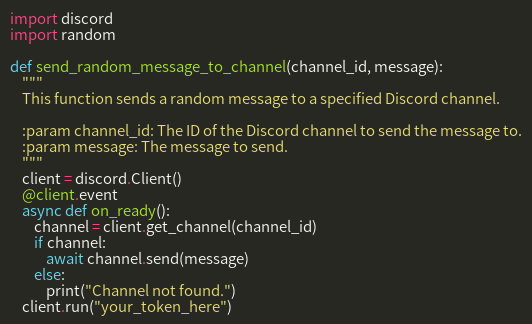 import discord
import random

def send_random_message_to_channel(channel_id, message):
    """
    This function sends a random message to a specified Discord channel.

    :param channel_id: The ID of the Discord channel to send the message to.
    :param message: The message to send.
    """
    client = discord.Client()
    @client.event
    async def on_ready():
        channel = client.get_channel(channel_id)
        if channel:
            await channel.send(message)
        else:
            print("Channel not found.")
    client.run("your_token_here")